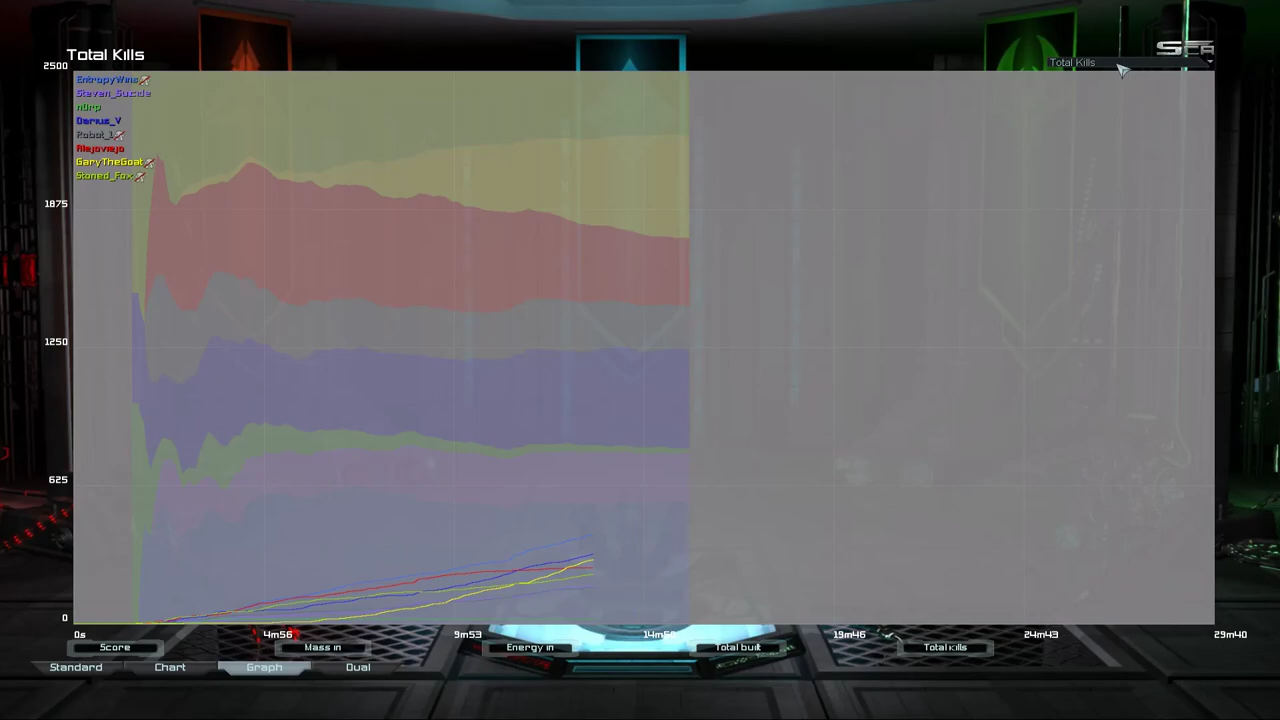 Total Kills
2500
Total Kills
EntropyWins
Steven_Suicide
n0rp
Darius_V
Robot_1
Alejoviejo
GaryTheGoat
Stoned_Fox
1875
1250
625
0
0s
4m56
9m53
14m50
19m46
24m43
29m40
Score
Mass in
Energy in
Total built
Total kills
Standard
Chart
Graph
Dual